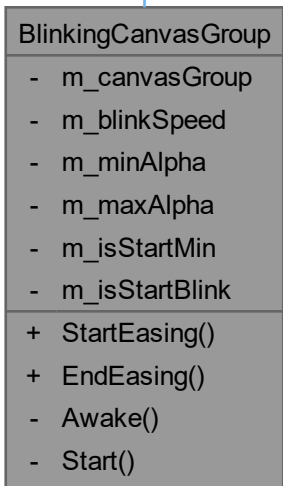 BlinkingCanvasGroup
- m_canvasGroup
- m_blinkSpeed
- m_minAlpha
- m_maxAlpha
- m_isStartMin
- m_isStartBlink
+ StartEasing()
+ EndEasing()
- Awake()
- Start()